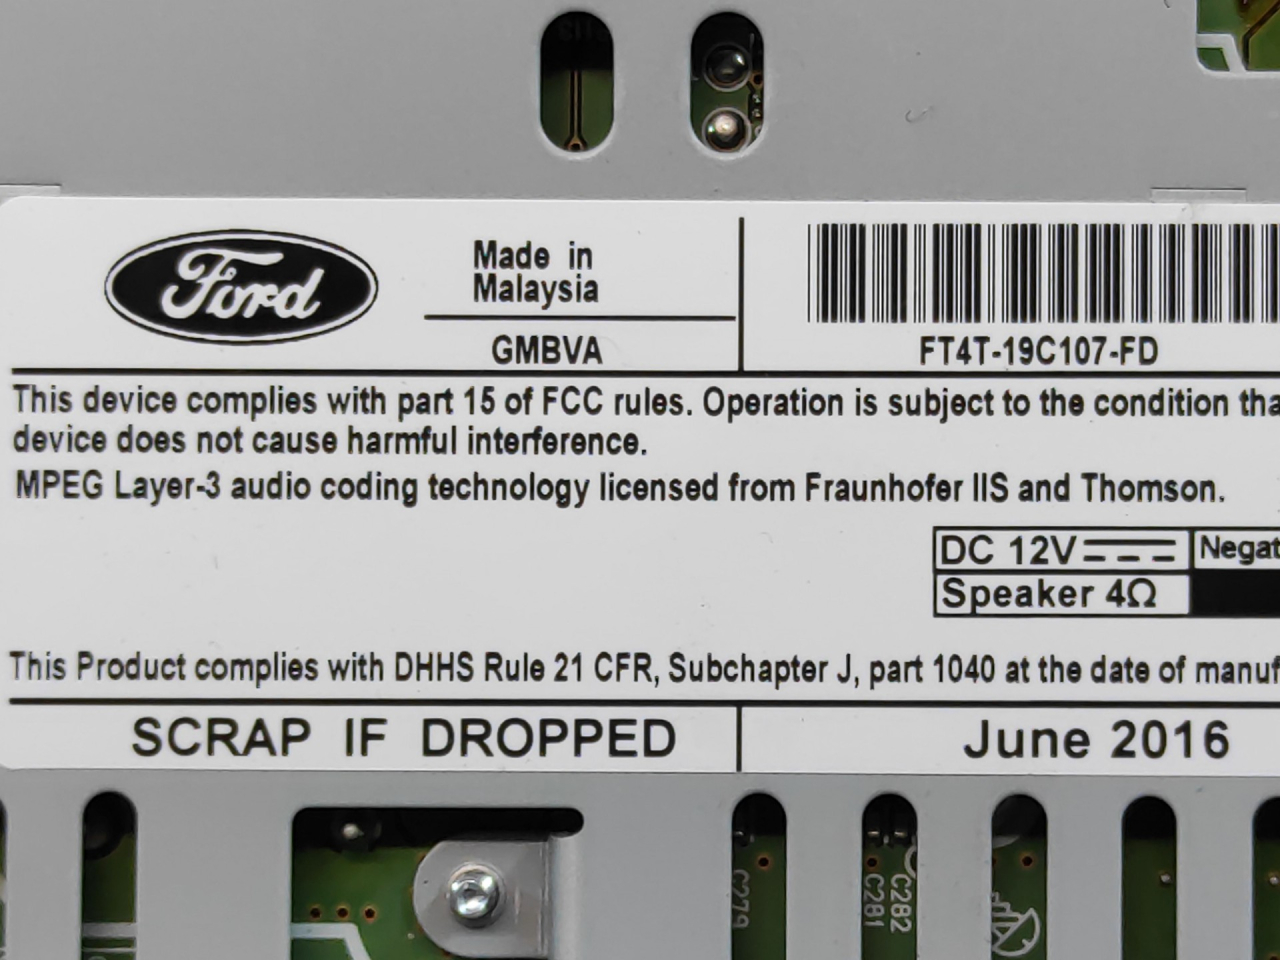 Ford
Made in
Malaysia
GMBVA
FT4T-19C107-FD
This device complies with part 15 of FCC rules. Operation is subject to the condition tha
device does not cause harmful interference.
MPEG Layer-3 audio coding technology licensed from Fraunhofer IIS and Thomson.
DC 12V
Negat
Speaker 4Ω
This Product complies with DHHS Rule 21 CFR, Subchapter J, part 1040 at the date of manuf
SCRAP IF DROPPED
June 2016
C279
C281
C282